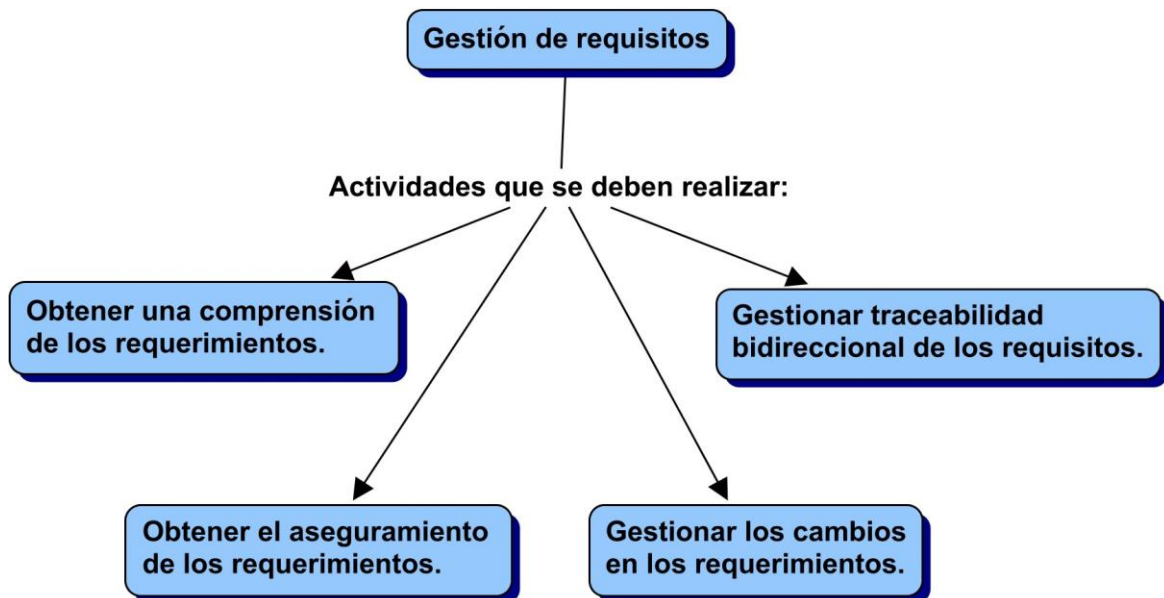 Gestión de requisitos
Actividades que se deben realizar:
Obtener una comprensión
de los requerimientos.
Gestionar traceabilidad
bidireccional de los requisitos.
Obtener el aseguramiento
de los requerimientos.
Gestionar los cambios
en los requerimientos.